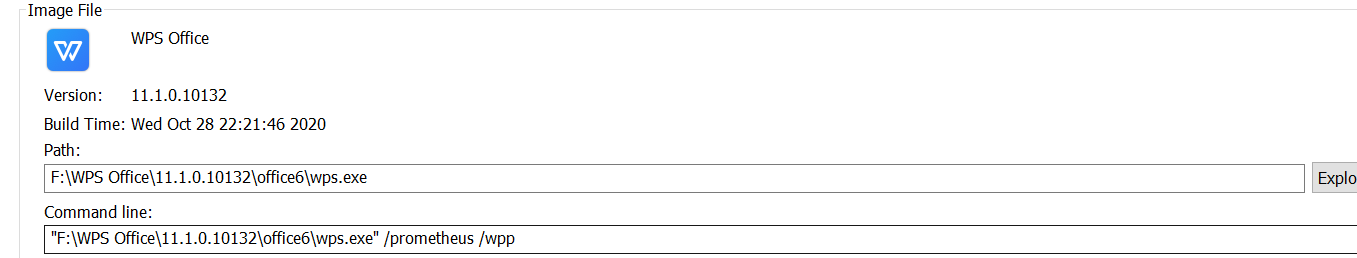 Image File
WPS Office
Version: 11.1.0.10132
Build Time: Wed Oct 28 22:21:46 2020
Path:
F:\WPS Office\11.1.0.10132\office6\wps.exe Explo
Command line:
"F:\WPS Office\11.1.0.10132\office6\wps.exe" /prometheus /wpp